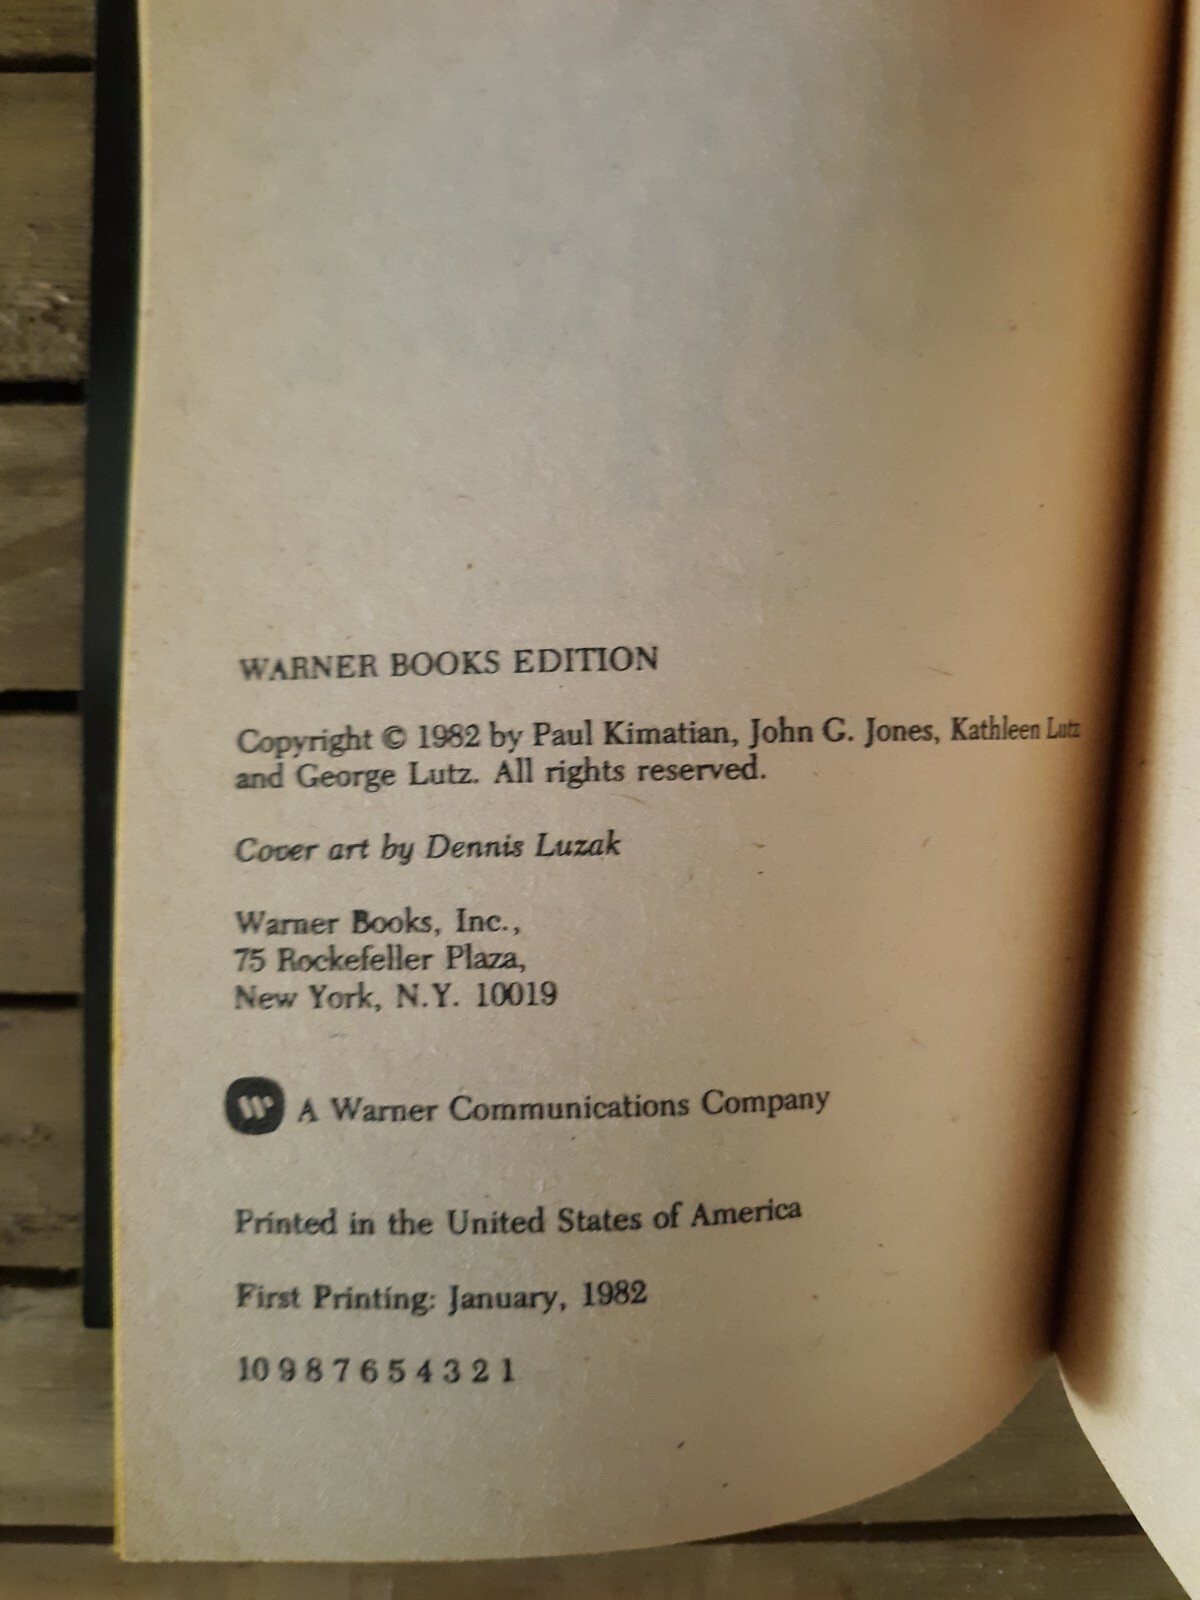 WARNER BOOKS EDITION
Copyright © 1982 by Paul Kimatian, John G. Jones, Kathleen Lutz
and George Lutz. All rights reserved.
Cover art by Dennis Luzak
Warner Books, Inc.,
75 Rockefeller Plaza,
New York, N.Y. 10019
W A Warner Communications Company
Printed in the United States of America
First Printing: January, 1982
10 9 8 7 6 5 4 3 2 1